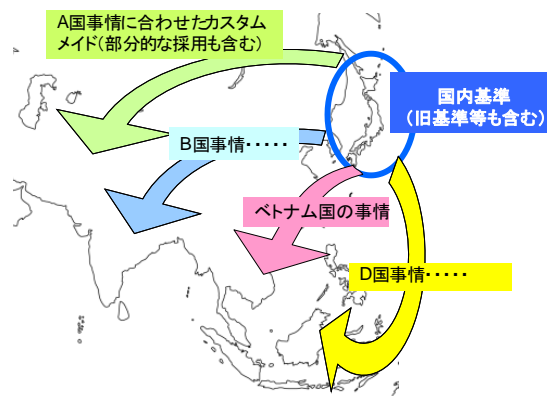 A国事情に合わせたカスタム
メイド(部分的な採用も含む)
国内基準
(旧基準等も含む)
B国事情・・・・・
ベトナム国の事情
D国事情・・・・・